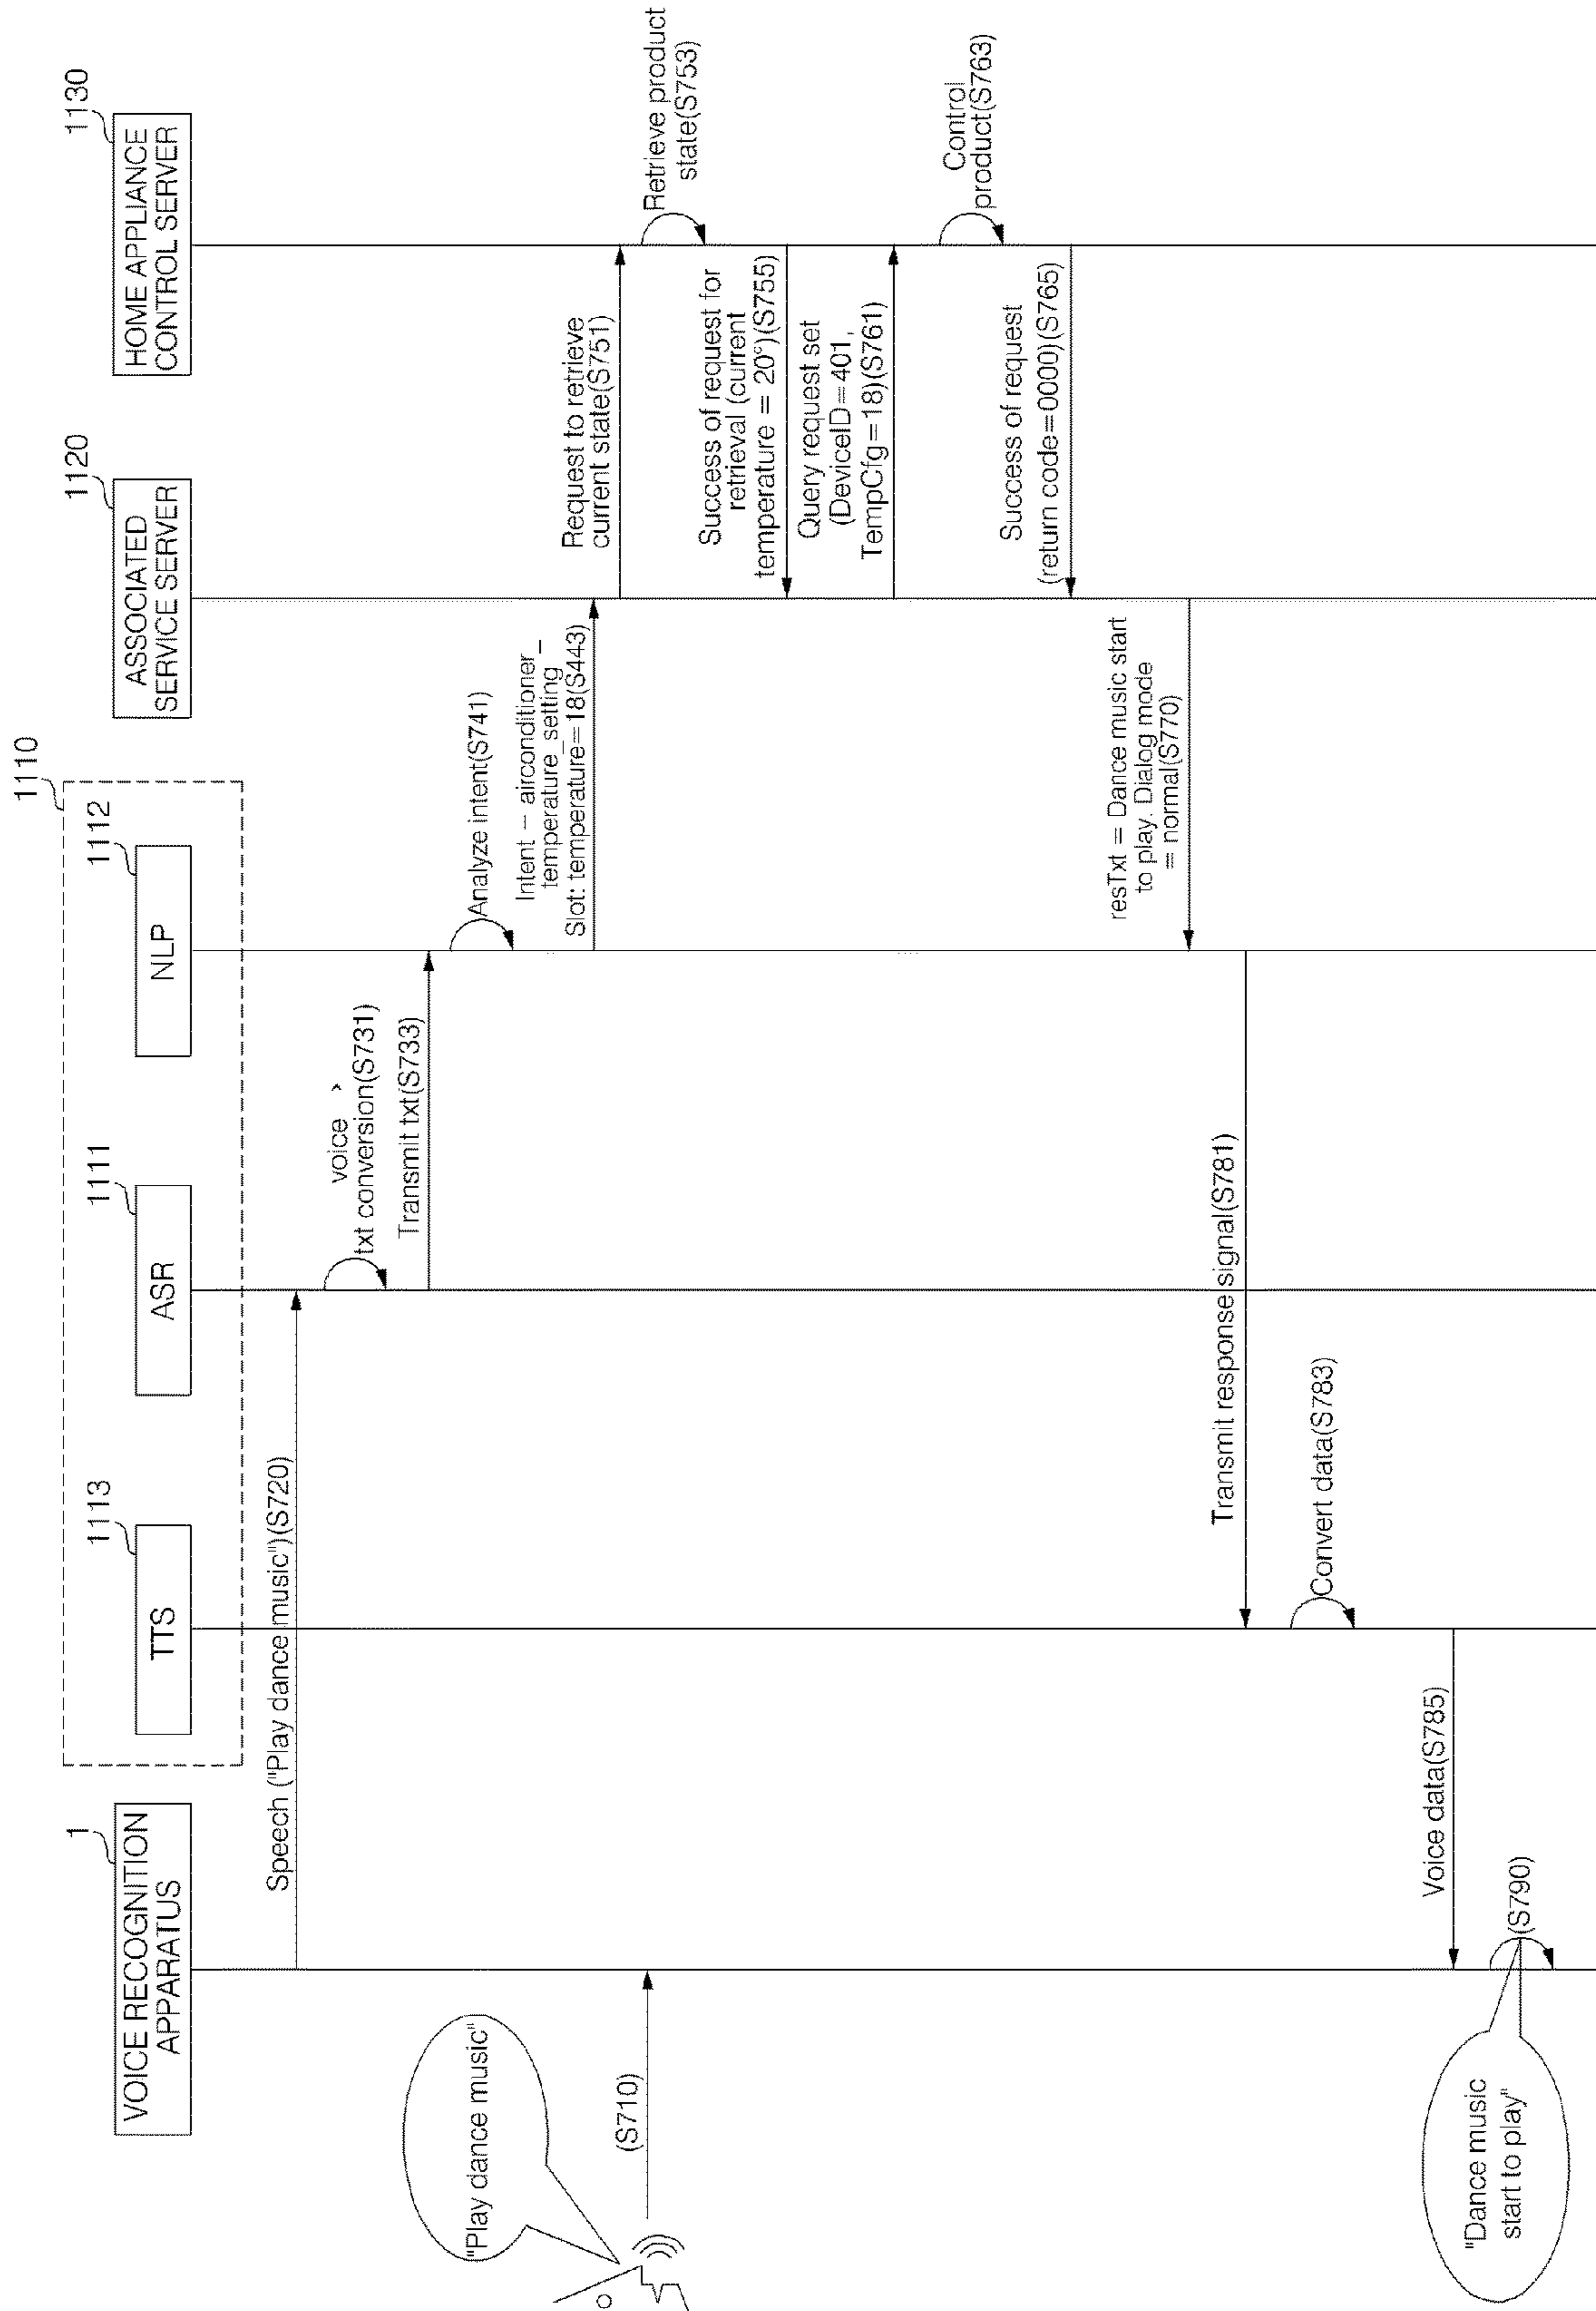 1110
1
1113
1111
1112
1120
1130
VOICE RECOGNITION
APPARATUS
TTS
ASR
NLP
ASSOCIATED
SERVICE SERVER
HOME APPLIANCE
CONTROL SERVER
"Play dance music"
(S710)
Speech ("Play dance music")(S720)
voice >
txt conversion(S731)
Transmit txt(S733)
Analyze intent(S741)
Intent – airconditioner_
temperature_setting
Slot: temperature=18(S443)
Request to retrieve
current state(S751)
Retrieve product
state(S753)
Success of request for
retrieval (current
temperature = 20°)(S755)
Query request set
(DeviceID=401,
TempCfg=18)(S761)
Control
product(S763)
Success of request
(return code=0000)(S765)
resTxt = Dance music start
to play. Dialog mode
= normal(S770)
Transmit response signal(S781)
Convert data(S783)
Voice data(S785)
(S790)
"Dance music
start to play"